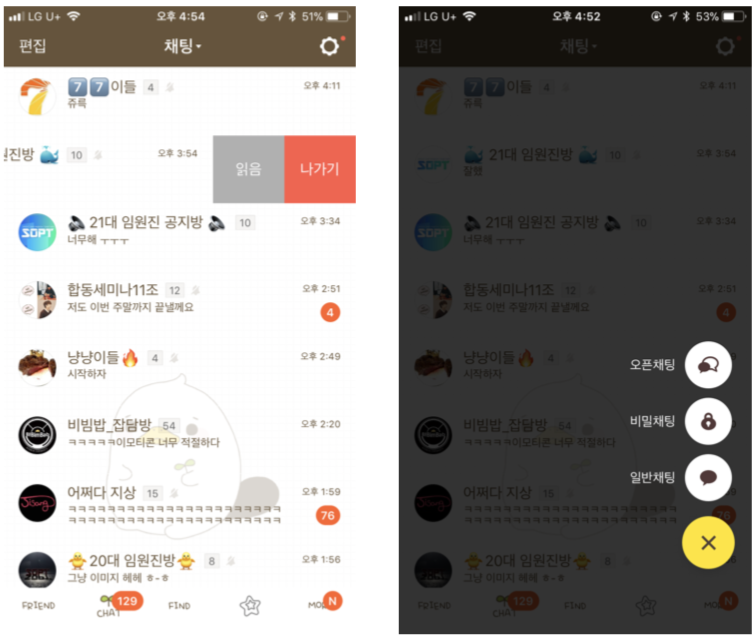 LG U+ 오후 4:54 51%
편집 채팅
7 7 이들 4 오후 4:11
쥬륵
원진방 10 오후 3:54
읽음 나가기
SOPT 21대 임원진 공지방 10 오후 3:34
너무해 ㅜㅜㅜ
합동세미나11조 12 오후 2:51
저도 이번 주말까지 끝낼께요 4
냥냥이들 4 오후 2:49
시작하자
비빔밥_잡담방 54 오후 2:20
ㅋㅋㅋㅋㅋ이모티콘 너무 적절하다
어쩌다 지상 15 오후 1:59
ㅋㅋㅋㅋㅋㅋㅋㅋㅋㅋㅋㅋㅋㅋㅋㅋㅋㅋㅋㅋㅋㅋㅋ
ㅋㅋㅋㅋㅋㅋㅋㅋㅋㅋㅋㅋㅋㅋㅋㅋㅋㅋㅋㅋㅋㅋㅋ 76
20대 임원진방 8 오후 1:56
그냥 이미지 헤헤 ㅎ-ㅎ
FRIEND CHAT 129 FIND N
LG U+ 오후 4:52 53%
편집 채팅
7 7 이들 4 오후 4:11
쥬륵
SOPT 21대 임원진방 10 오후 3:54
잘했
SOPT 21대 임원진 공지방 10 오후 3:34
너무해 ㅜㅜㅜ
합동세미나11조 12 오후 2:51
저도 이번 주말까지 끝낼께요 4
냥냥이들 4
시작하자
오픈채팅
비빔밥_잡담방 54
ㅋㅋㅋㅋㅋ이모티콘 너무 적절하다
비밀채팅
어쩌다 지상 15
일반채팅
ㅋㅋㅋㅋㅋㅋㅋㅋㅋㅋㅋㅋㅋㅋㅋㅋㅋㅋㅋㅋㅋㅋㅋ
ㅋㅋㅋㅋㅋㅋㅋㅋㅋㅋㅋㅋㅋㅋㅋㅋㅋㅋㅋㅋㅋㅋㅋ 76
20대 임원진방 8
그냥 이미지 헤헤 ㅎ-ㅎ
FRIEND CHAT 129 FIND N